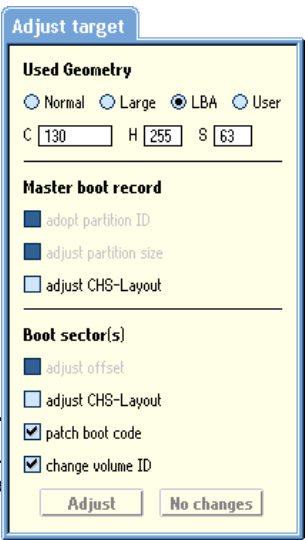 Adjust target
Used Geometry
Normal Large LBA User
C 130 H 255 S 63
Master boot record
adopt partition ID
adjust partition size
adjust CHS-Layout
Boot sector(s)
adjust offset
adjust CHS-Layout
patch boot code
change volume ID
Adjust No changes